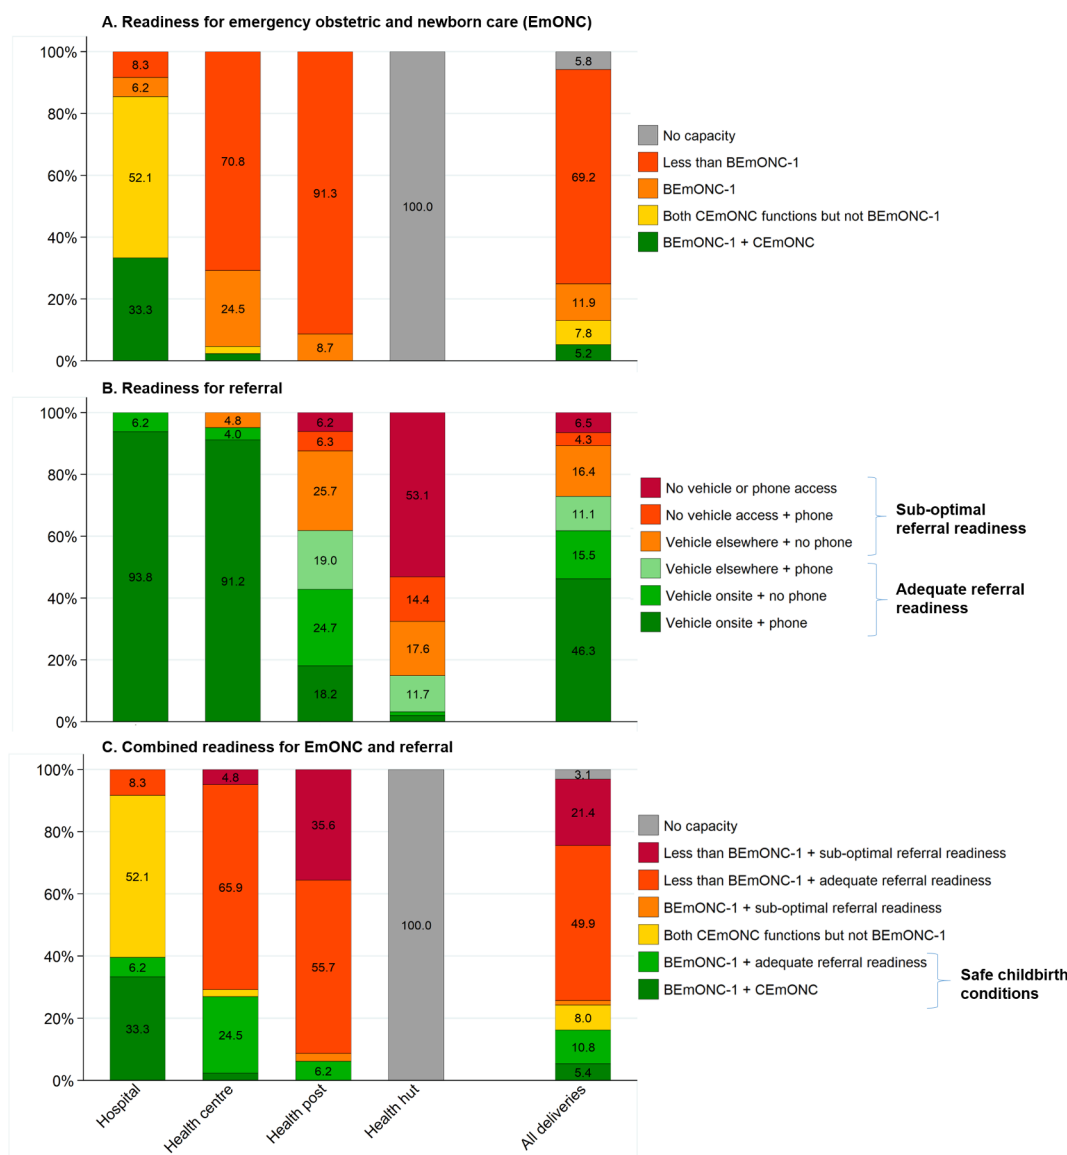 A. Readiness for emergency obstetric and newborn care (EmONC)
100%
80%
60%
40%
20%
0%
8.3
6.2
52.1
33.3
70.8
24.5
91.3
8.7
100.0
5.8
69.2
11.9
7.8
5.2
No capacity
Less than BEmONC-1
BEmONC-1
Both CEmONC functions but not BEmONC-1
BEmONC-1 + CEmONC
B. Readiness for referral
100%
80%
60%
40%
20%
0%
6.2
93.8
4.8
4.0
91.2
6.2
6.3
25.7
19.0
24.7
18.2
53.1
14.4
17.6
11.7
6.5
4.3
16.4
11.1
15.5
46.3
No vehicle or phone access
No vehicle access + phone
Vehicle elsewhere + no phone
Vehicle elsewhere + phone
Vehicle onsite + no phone
Vehicle onsite + phone
Sub-optimal
referral readiness
Adequate referral
readiness
C. Combined readiness for EmONC and referral
100%
80%
60%
40%
20%
0%
8.3
52.1
6.2
33.3
4.8
65.9
24.5
35.6
55.7
6.2
100.0
3.1
21.4
49.9
8.0
10.8
5.4
No capacity
Less than BEmONC-1 + sub-optimal referral readiness
Less than BEmONC-1 + adequate referral readiness
BEmONC-1 + sub-optimal referral readiness
Both CEmONC functions but not BEmONC-1
BEmONC-1 + adequate referral readiness
BEmONC-1 + CEmONC
Safe childbirth
conditions
Hospital
Health centre
Health post
Health hut
All deliveries